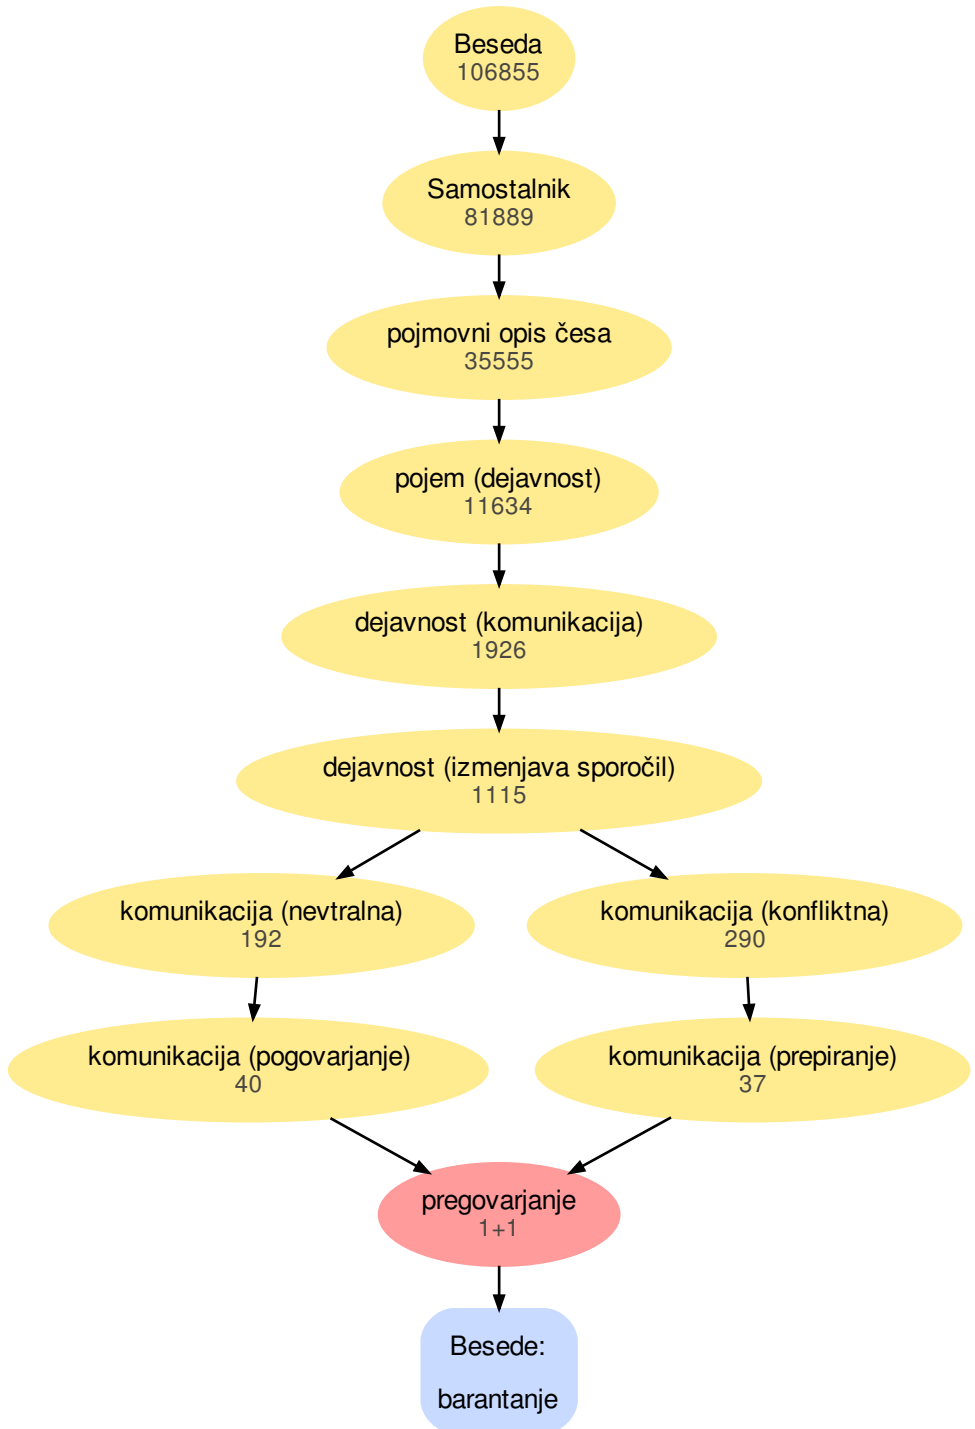 Beseda
106855
Samostalnik
81889
pojmovni opis česa
35555
pojem (dejavnost)
11634
dejavnost (komunikacija)
1926
dejavnost (izmenjava sporočil)
1115
komunikacija (nevtralna)
192
komunikacija (konfliktna)
290
komunikacija (pogovarjanje)
40
komunikacija (prepiranje)
37
pregovarjanje
1+1
Besede:
barantanje